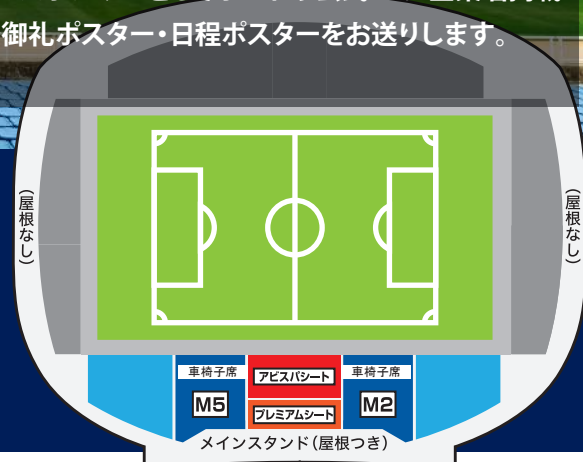 御礼ポスター・日程ポスターをお送りします。
（屋根なし）
（屋根なし）
車椅子席
アビスパシート
車椅子席
M5
プレミアムシート
M2
メインスタンド（屋根つき）